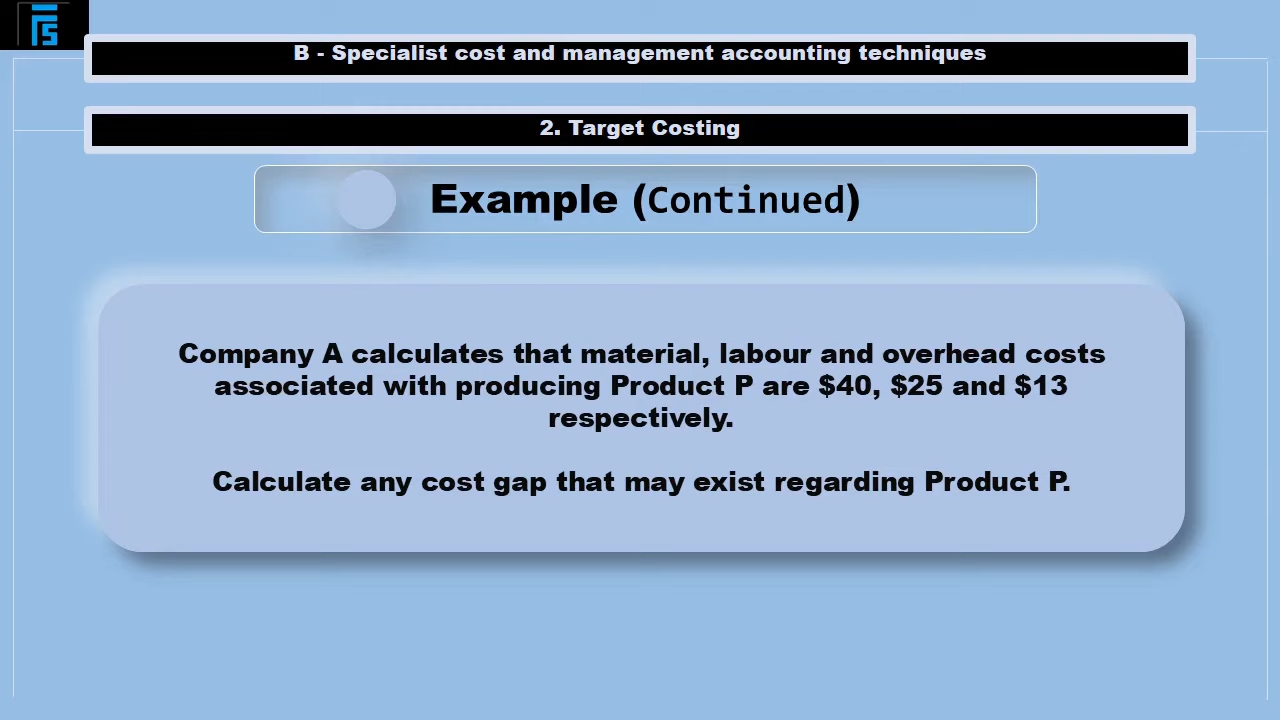 B - Specialist cost and management accounting techniques
2. Target Costing
Example (Continued)
Company A calculates that material, labour and overhead costs
associated with producing Product P are $40, $25 and $13
respectively.
Calculate any cost gap that may exist regarding Product P.